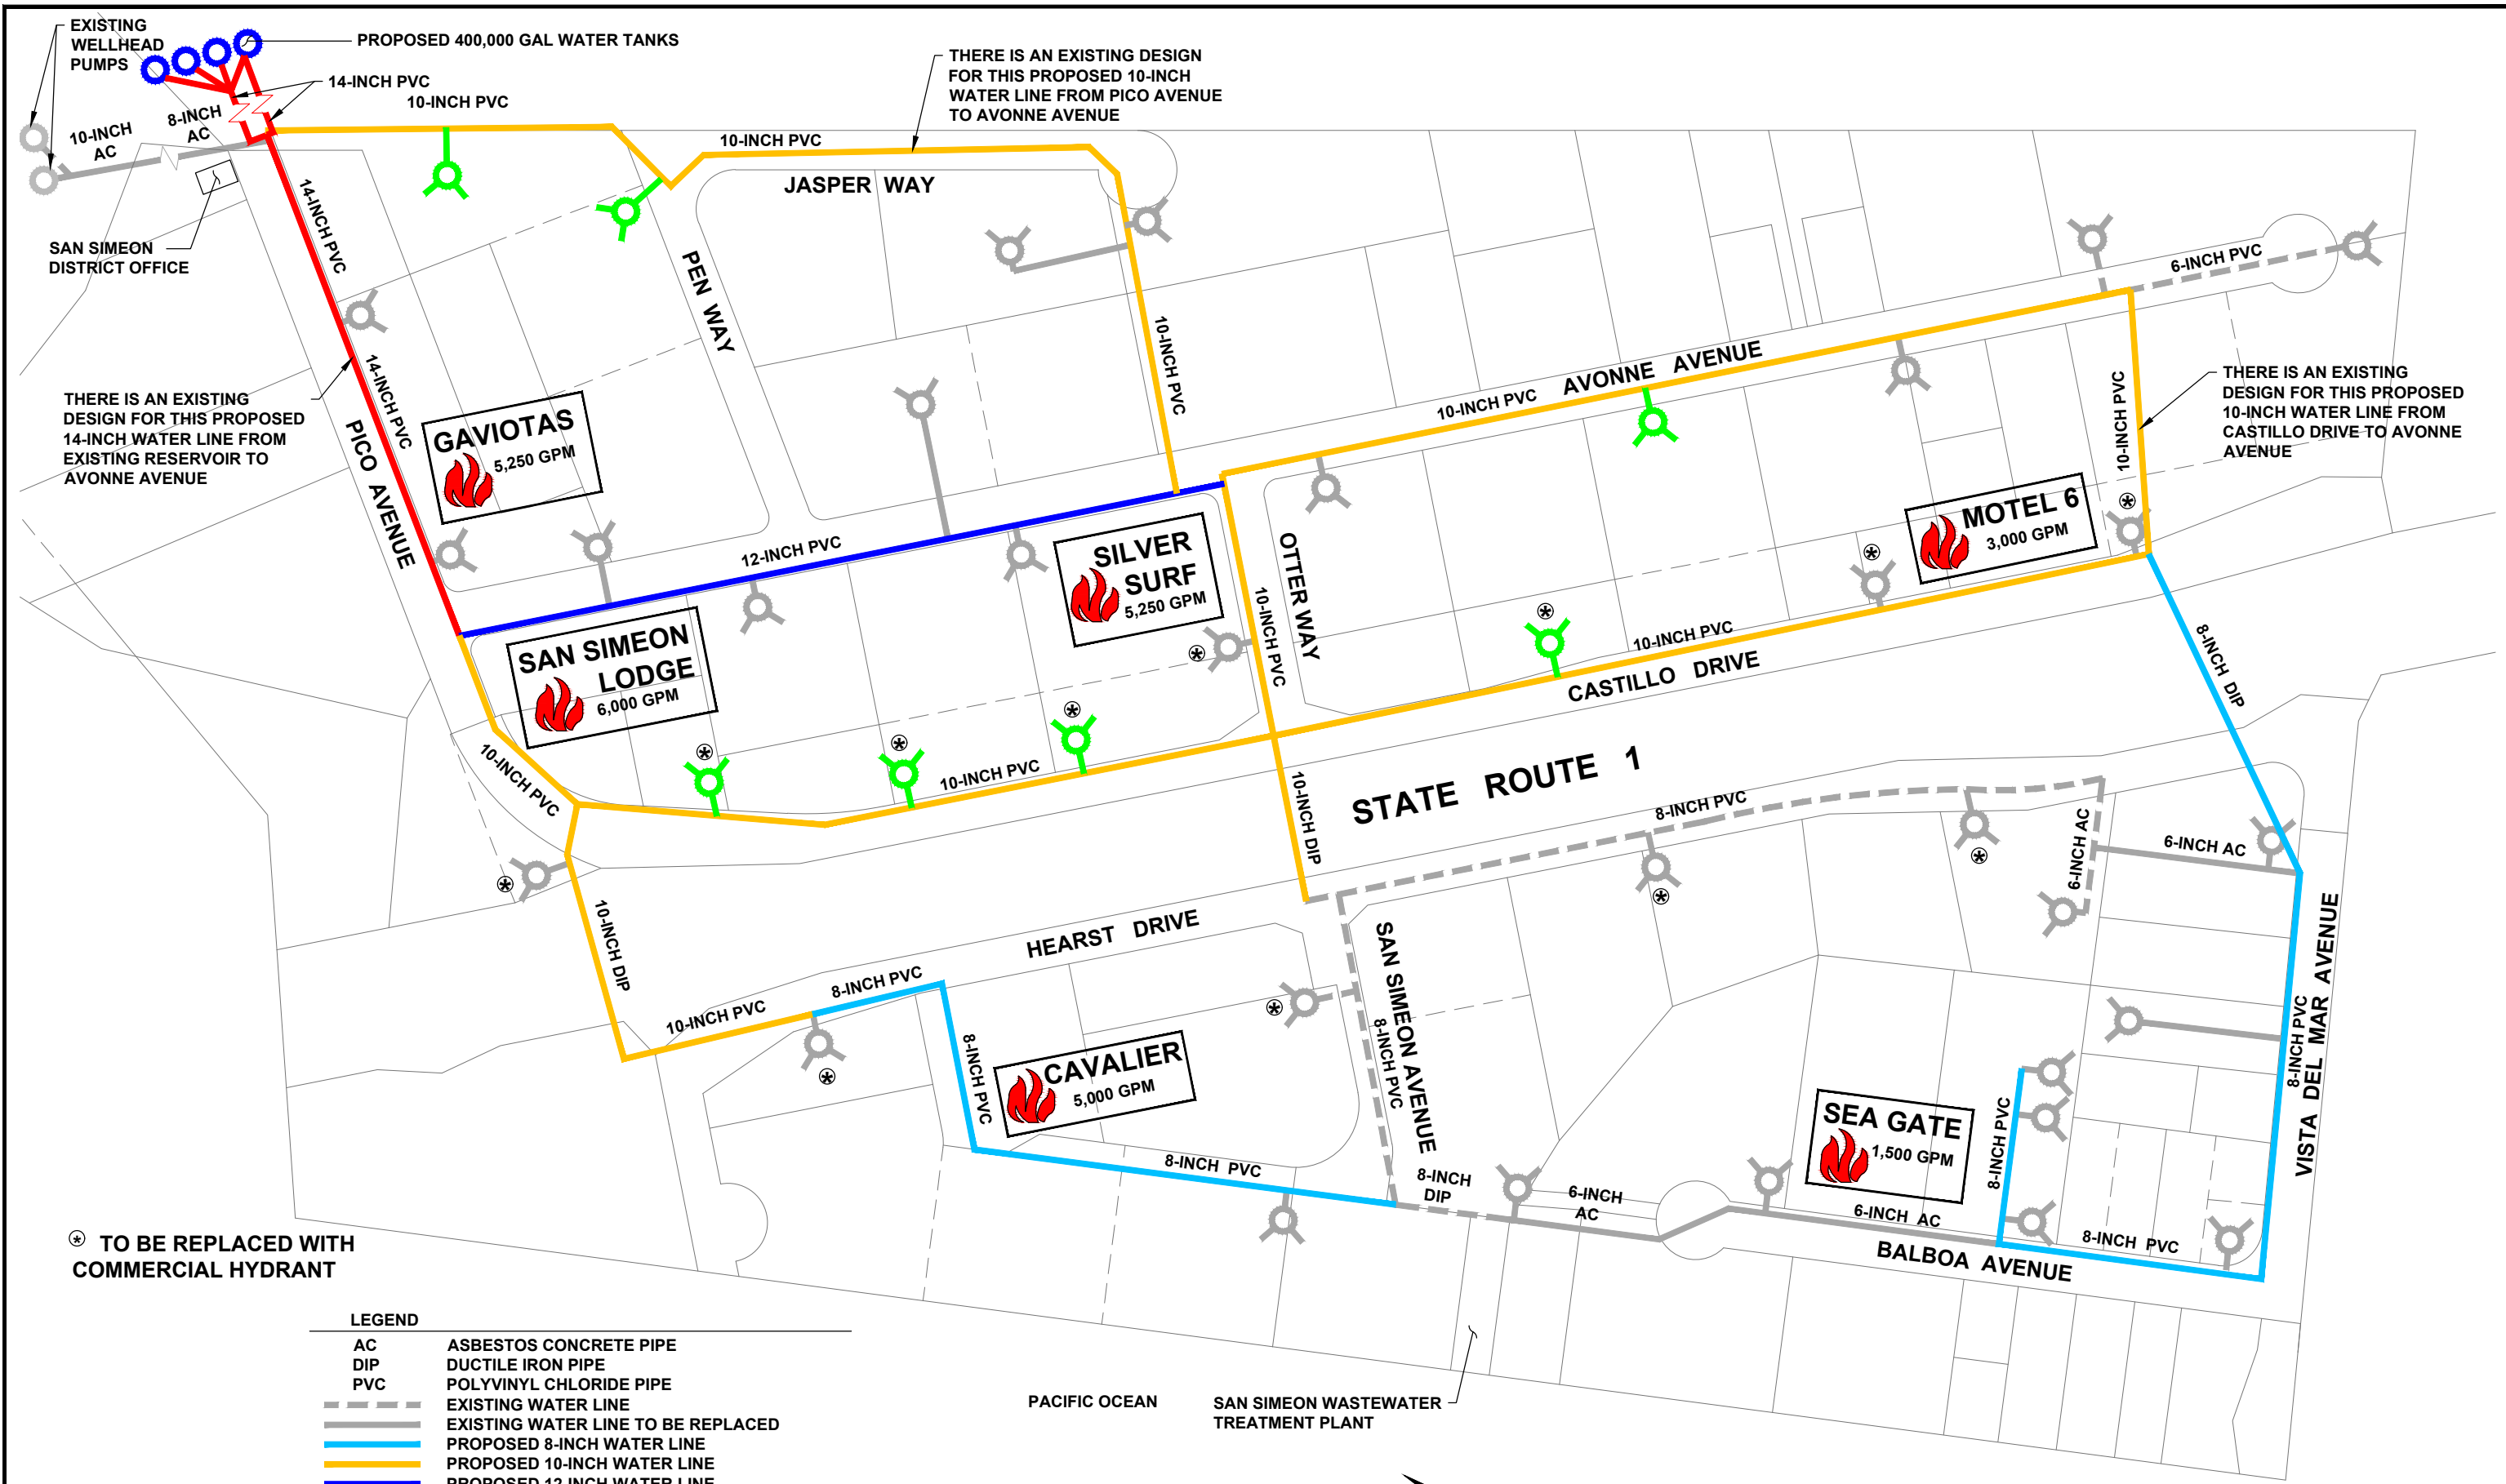 EXISTING
WELLHEAD
PUMPS
PROPOSED 400,000 GAL WATER TANKS
14-INCH PVC
10-INCH PVC
THERE IS AN EXISTING DESIGN
FOR THIS PROPOSED 10-INCH
WATER LINE FROM PICO AVENUE
TO AVONNE AVENUE
10-INCH
AC
8-INCH
AC
10-INCH PVC
JASPER WAY
14-INCH PVC
SAN SIMEON
DISTRICT OFFICE
PEN WAY
6-INCH PVC
10-INCH PVC
THERE IS AN EXISTING
DESIGN FOR THIS PROPOSED
14-INCH WATER LINE FROM
EXISTING RESERVOIR TO
AVONNE AVENUE
14-INCH PVC
PICO AVENUE
GAVIOTAS
5,250 GPM
AVONNE AVENUE
10-INCH PVC
10-INCH PVC
THERE IS AN EXISTING
DESIGN FOR THIS PROPOSED
10-INCH WATER LINE FROM
CASTILLO DRIVE TO AVONNE
AVENUE
12-INCH PVC
SILVER
SURF
5,250 GPM
OTTER WAY
10-INCH PVC
MOTEL 6
3,000 GPM
SAN SIMEON
LODGE
6,000 GPM
10-INCH PVC
CASTILLO DRIVE
8-INCH DIP
10-INCH PVC
10-INCH PVC
10-INCH DIP
STATE ROUTE 1
8-INCH PVC
6-INCH AC
6-INCH AC
10-INCH DIP
HEARST DRIVE
8-INCH PVC
10-INCH PVC
8-INCH PVC
SAN SIMEON AVENUE
8-INCH PVC
CAVALIER
5,000 GPM
8-INCH PVC
VISTA DEL MAR AVENUE
SEA GATE
1,500 GPM
8-INCH PVC
8-INCH PVC
8-INCH
DIP
6-INCH
AC
6-INCH AC
8-INCH PVC
BALBOA AVENUE
* TO BE REPLACED WITH
COMMERCIAL HYDRANT
LEGEND
AC ASBESTOS CONCRETE PIPE
DIP DUCTILE IRON PIPE
PVC POLYVINYL CHLORIDE PIPE
EXISTING WATER LINE
EXISTING WATER LINE TO BE REPLACED
PROPOSED 8-INCH WATER LINE
PROPOSED 10-INCH WATER LINE
PROPOSED 12-INCH WATER LINE
PACIFIC OCEAN
SAN SIMEON WASTEWATER
TREATMENT PLANT